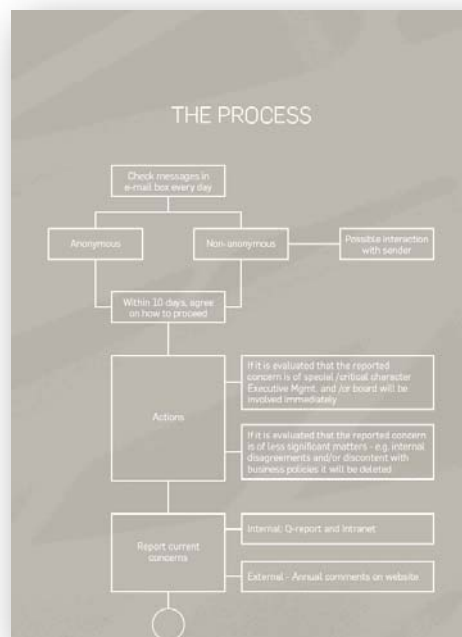 THE PROCESS
Check messages in
e-mail box every day
Anonymous
Non-anonymous
Possible interaction
with sender
Within 10-days, agree
on how to proceed
Actions
If it is evaluated that the reported
concern is of special /critical character
Executive Mgmt. and /or board will be
involved immediately
If it is evaluated that the reported concern
is of less significant matters - e.g. internal
disagreements and/or discontent with
business policies it will be deleted
Report current
concerns
Internal: Q-report and Intranet
External - Annual comments on website